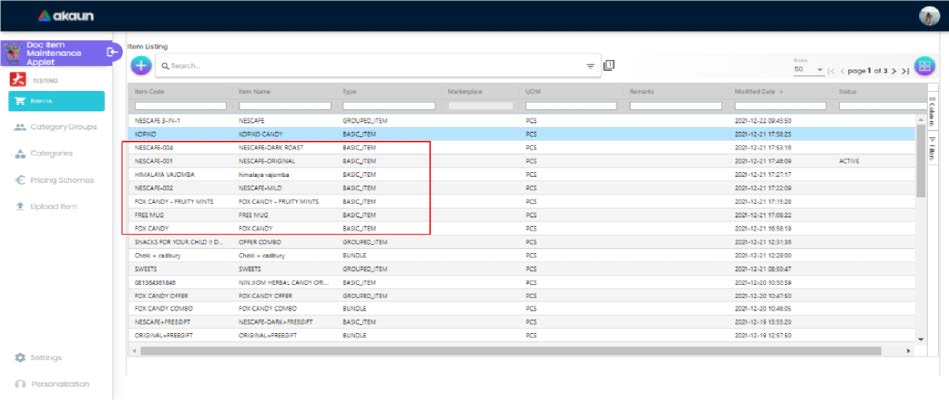 akaun
Doc Item Maintenance Applet
TESTING
Items
Category Groups
Categories
Pricing Schemes
Upload Item
Settings
Personalization
Item Listing
Search...
Rows
50
page 1 of 3
Item Code Item Name Type Marketplace UOM Remarks Modified Date Status
NESCAFE 3-IN-1 NESCAFE GROUPED_ITEM PCS 2021-12-22 09:45:50
KOPIKO KOPIKO CANDY BASIC_ITEM PCS 2021-12-21 17:58:25
NESCAFE-004 NESCAFE-DARK ROAST BASIC_ITEM PCS 2021-12-21 17:53:16
NESCAFE-001 NESCAFE-ORIGINAL BASIC_ITEM PCS 2021-12-21 17:48:09 ACTIVE
HIMALAYA VAJOMBA himalaya vajomba BASIC_ITEM PCS 2021-12-21 17:27:17
NESCAFE-002 NESCAFE-MILD BASIC_ITEM PCS 2021-12-21 17:22:09
FOX CANDY - FRUITY MINTS FOX CANDY - FRUITY MINTS BASIC_ITEM PCS 2021-12-21 17:15:28
FREE MUG FREE MUG BASIC_ITEM PCS 2021-12-21 17:08:22
FOX CANDY FOX CANDY BASIC_ITEM PCS 2021-12-21 16:58:19
SNACKS FOR YOUR CHILD !! D... OFFER COMBO GROUPED_ITEM PCS 2021-12-21 12:31:36
Choki + cadbury Choki + cadbury BUNDLE PCS 2021-12-21 12:29:00
SWEETS SWEETS GROUPED_ITEM PCS 2021-12-21 08:50:47
081364361846 NIN JIOM HERBAL CANDY ORI... BASIC_ITEM PCS 2021-12-20 10:50:59
FOX CANDY OFFER FOX CANDY OFFER GROUPED_ITEM PCS 2021-12-20 10:47:50
FOX CANDY COMBO FOX CANDY COMBO BUNDLE PCS 2021-12-20 10:46:05
NESCAFE+FREEGIFT NESCAFE-DARK+FREEGIFT BASIC_ITEM PCS 2021-12-19 13:55:20
ORIGINAL+FREEGIFT ORIGINAL+FREEGIFT BUNDLE PCS 2021-12-19 12:57:50
Columns
Filters